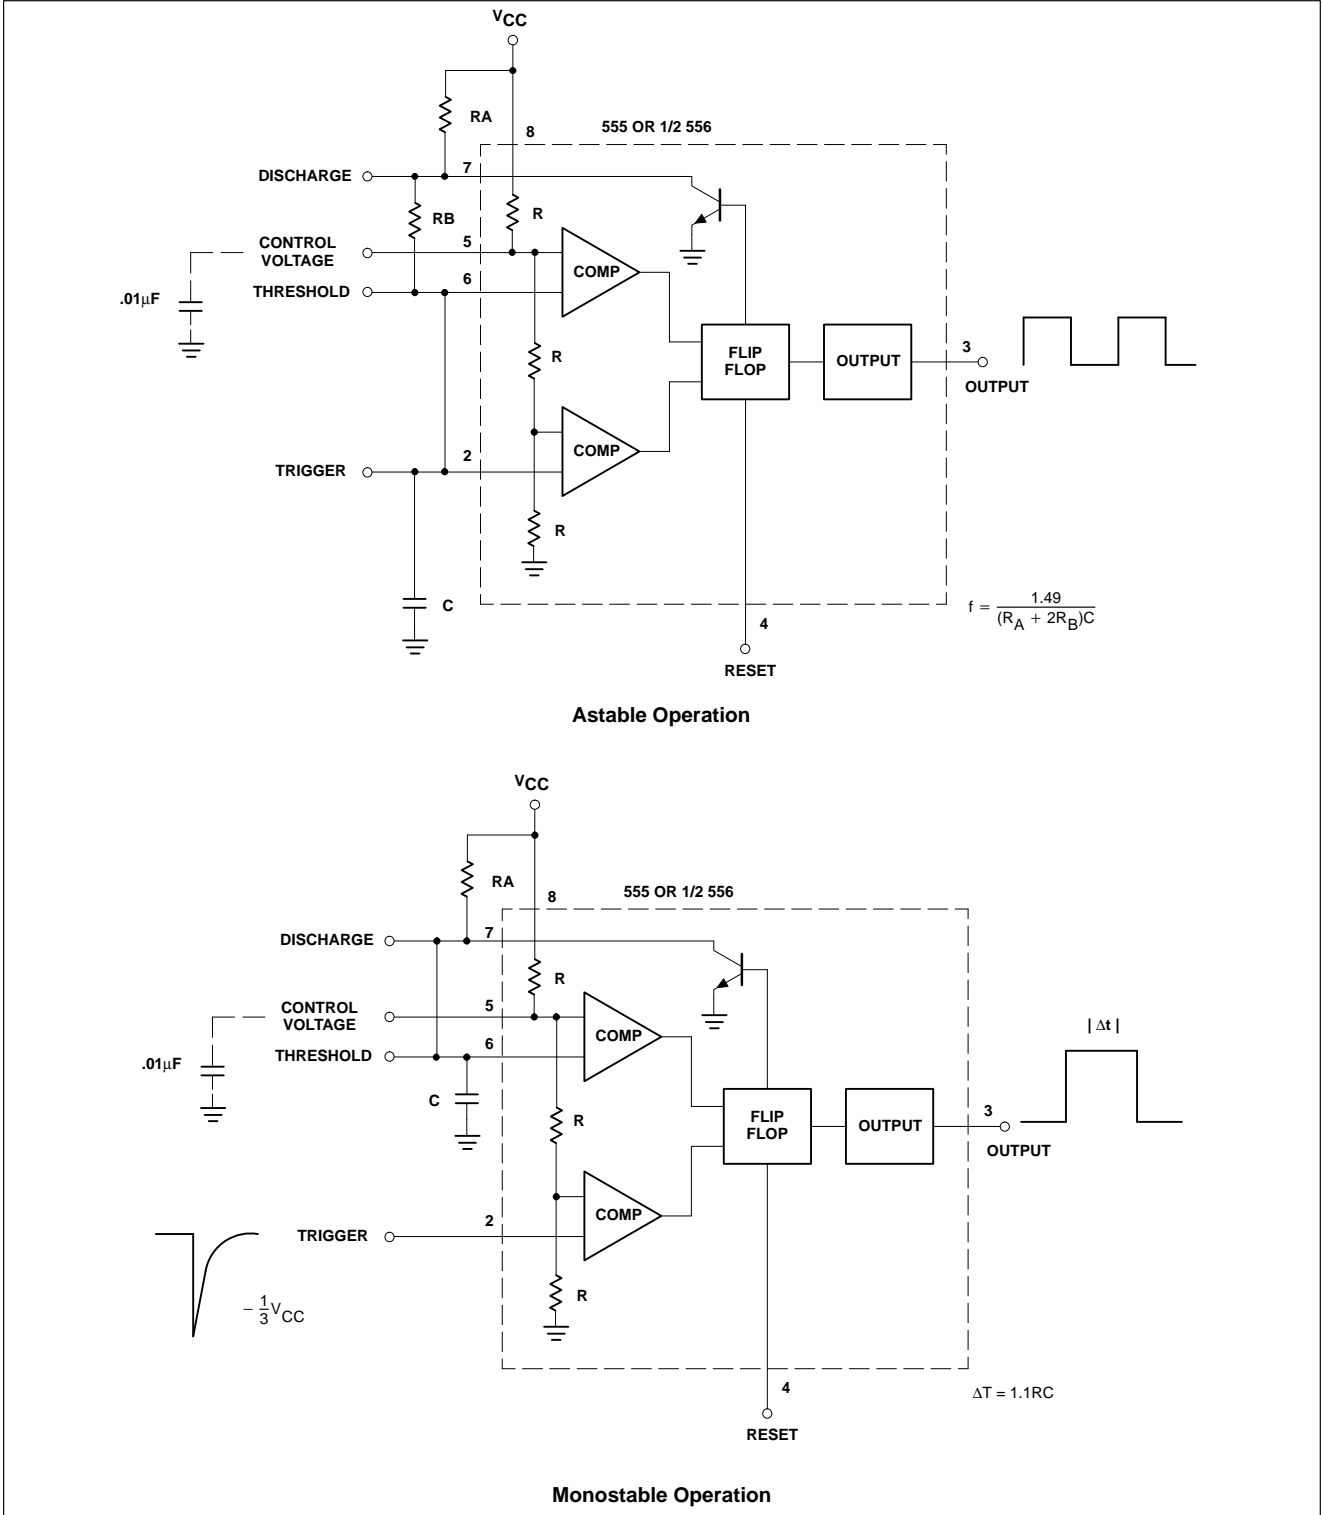 VCC
RA
8
555 OR 1/2 556
DISCHARGE
7
RB
R
CONTROL
VOLTAGE
5
COMP
THRESHOLD
6
.01µF
R
FLIP
FLOP
OUTPUT
3
OUTPUT
TRIGGER
2
COMP
R
C
f = 1.49 / (RA + 2RB)C
4
RESET
Astable Operation
VCC
RA
8
555 OR 1/2 556
DISCHARGE
7
R
CONTROL
VOLTAGE
5
COMP
| Δt |
THRESHOLD
6
.01µF
C
R
FLIP
FLOP
OUTPUT
3
OUTPUT
TRIGGER
2
COMP
R
− 1/3 VCC
4
ΔT = 1.1RC
RESET
Monostable Operation